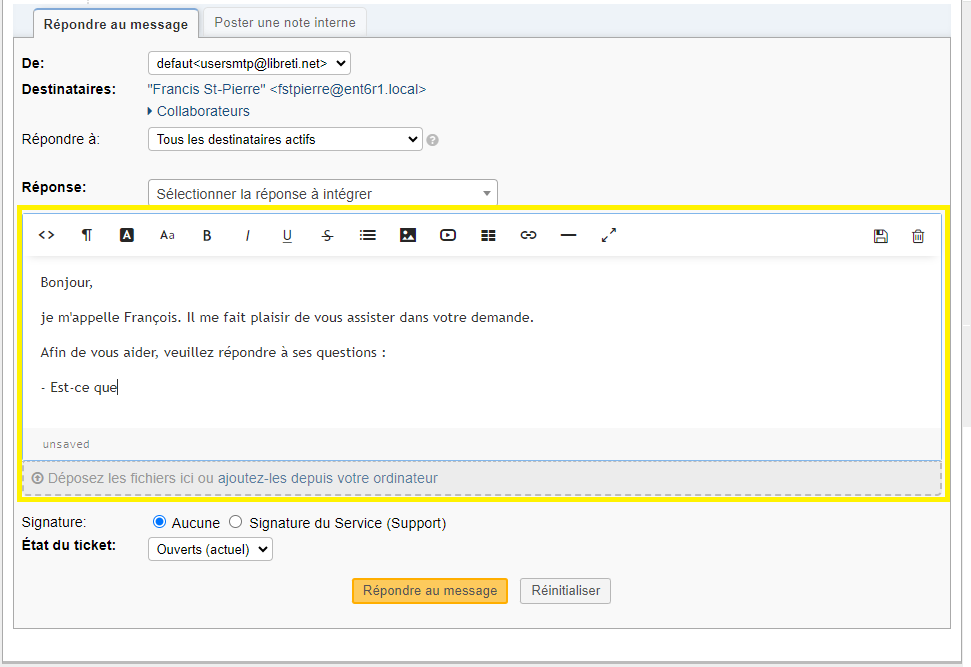 Répondre au message
Poster une note interne
De:
defaut<usersmtp@libreti.net>
Destinataires:
"Francis St-Pierre" <fstpierre@ent6r1.local>
Collaborateurs
Répondre à:
Tous les destinataires actifs
?
Réponse:
Sélectionner la réponse à intégrer
<> ¶ A Aa B I U S
Bonjour,
je m'appelle François. Il me fait plaisir de vous assister dans votre demande.
Afin de vous aider, veuillez répondre à ses questions :
- Est-ce que
unsaved
Déposez les fichiers ici ou ajoutez-les depuis votre ordinateur
Signature:
Aucune
Signature du Service (Support)
État du ticket:
Ouverts (actuel)
Répondre au message
Réinitialiser